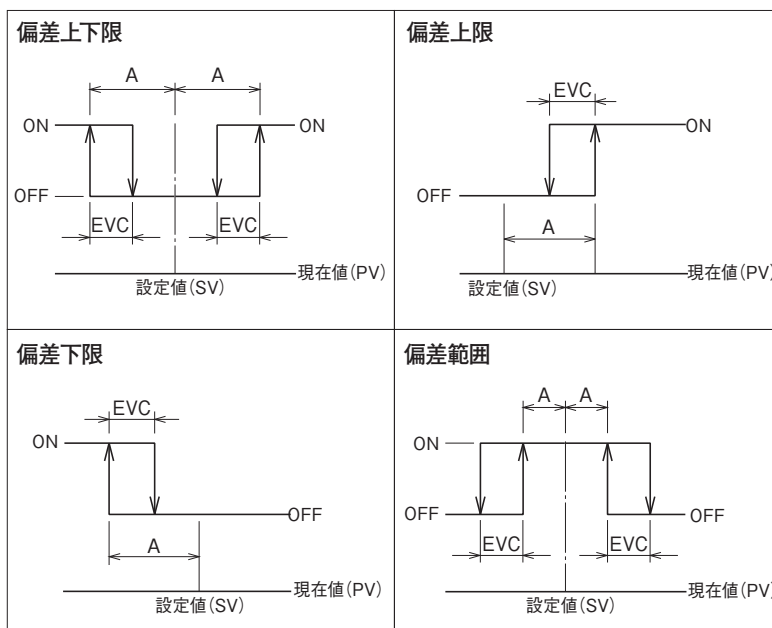 偏差上下限
A A
ON ON
OFF
EVC EVC
現在値(PV)
設定値(SV)
偏差上限
EVC
ON
OFF
A
現在値(PV)
設定値(SV)
偏差下限
EVC
ON
OFF
A
現在値(PV)
設定値(SV)
偏差範囲
A A
ON
OFF OFF
EVC EVC
現在値(PV)
設定値(SV)